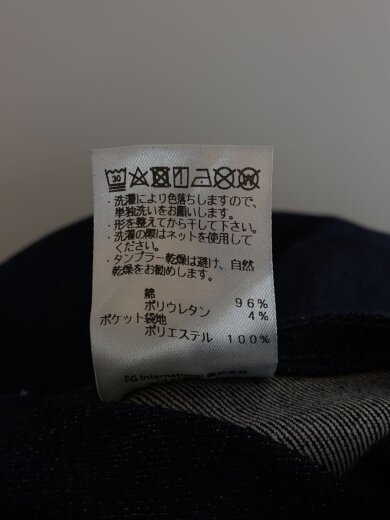 30
・洗濯により色落ちしますので、
単独洗いをお願いします。
・形を整えてから干して下さい。
・洗濯の際はネットを使用して
ください。
・タンブラー乾燥は避け、自然
乾燥をお勧めします。
綿 96%
ポリウレタン 4%
ポケット袋地
ポリエステル 100%
FG International